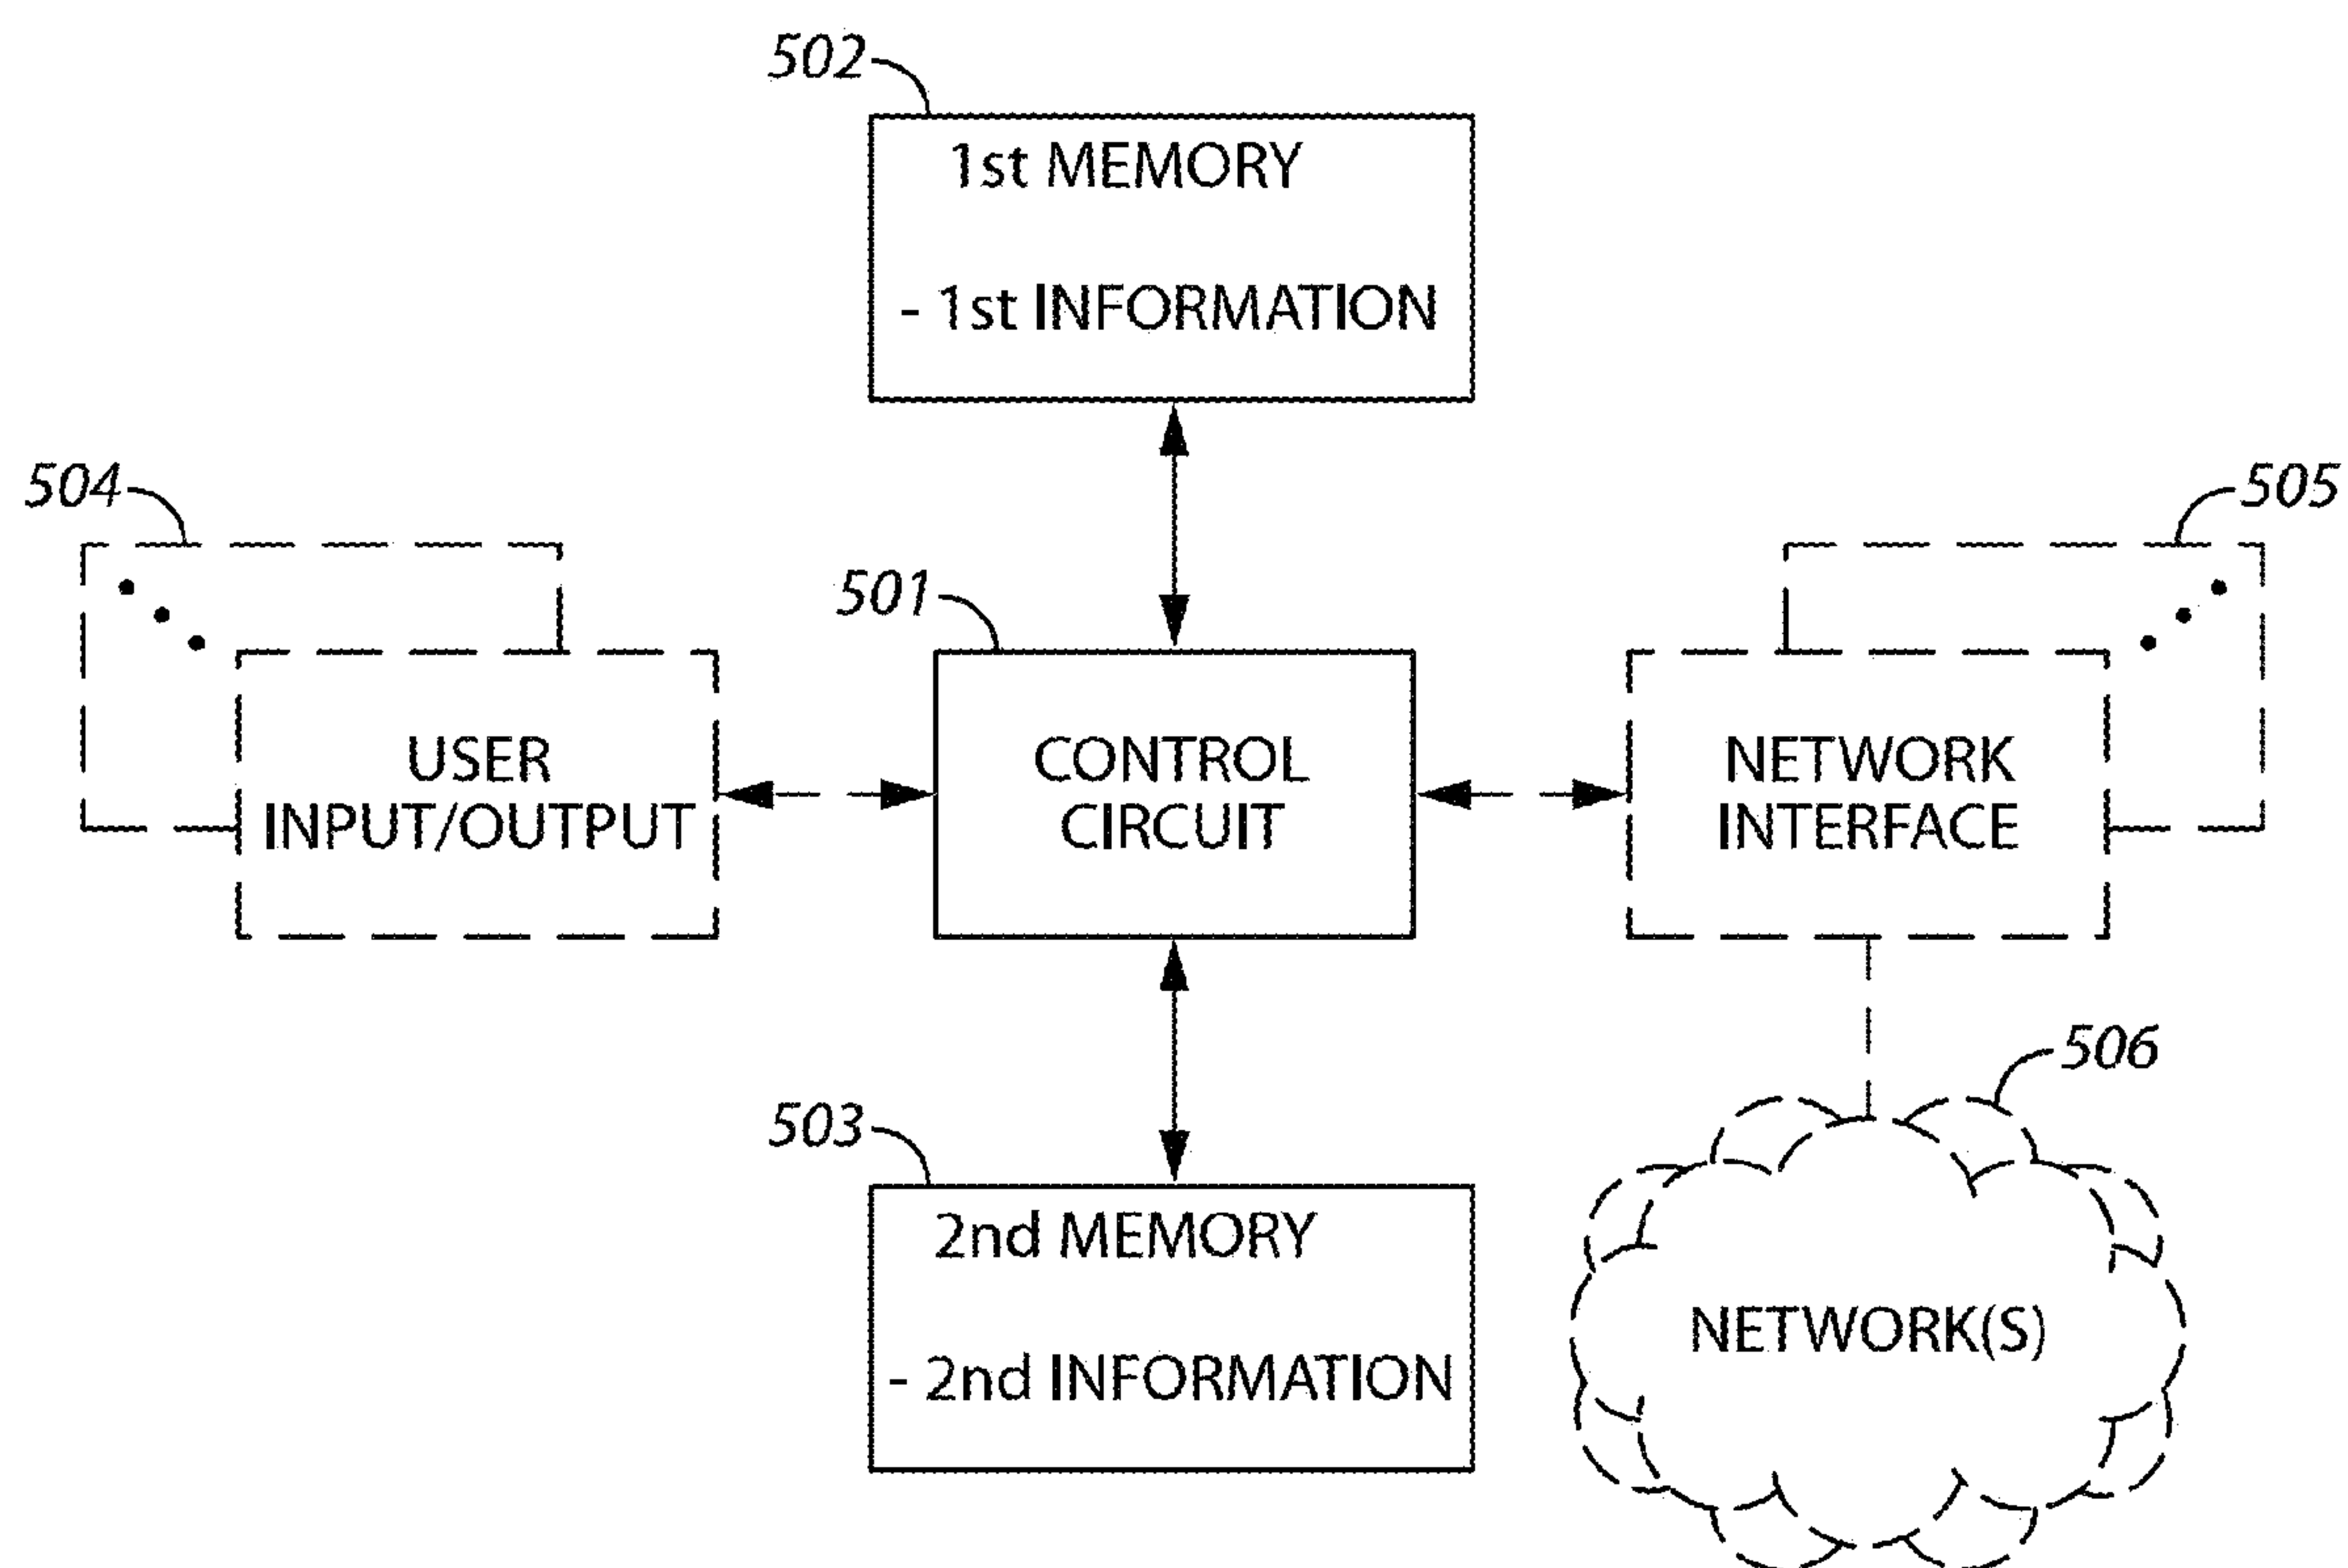 502
1st MEMORY
- 1st INFORMATION
504
505
501
USER
INPUT/OUTPUT
CONTROL
CIRCUIT
NETWORK
INTERFACE
506
503
2nd MEMORY
- 2nd INFORMATION
NETWORK(S)